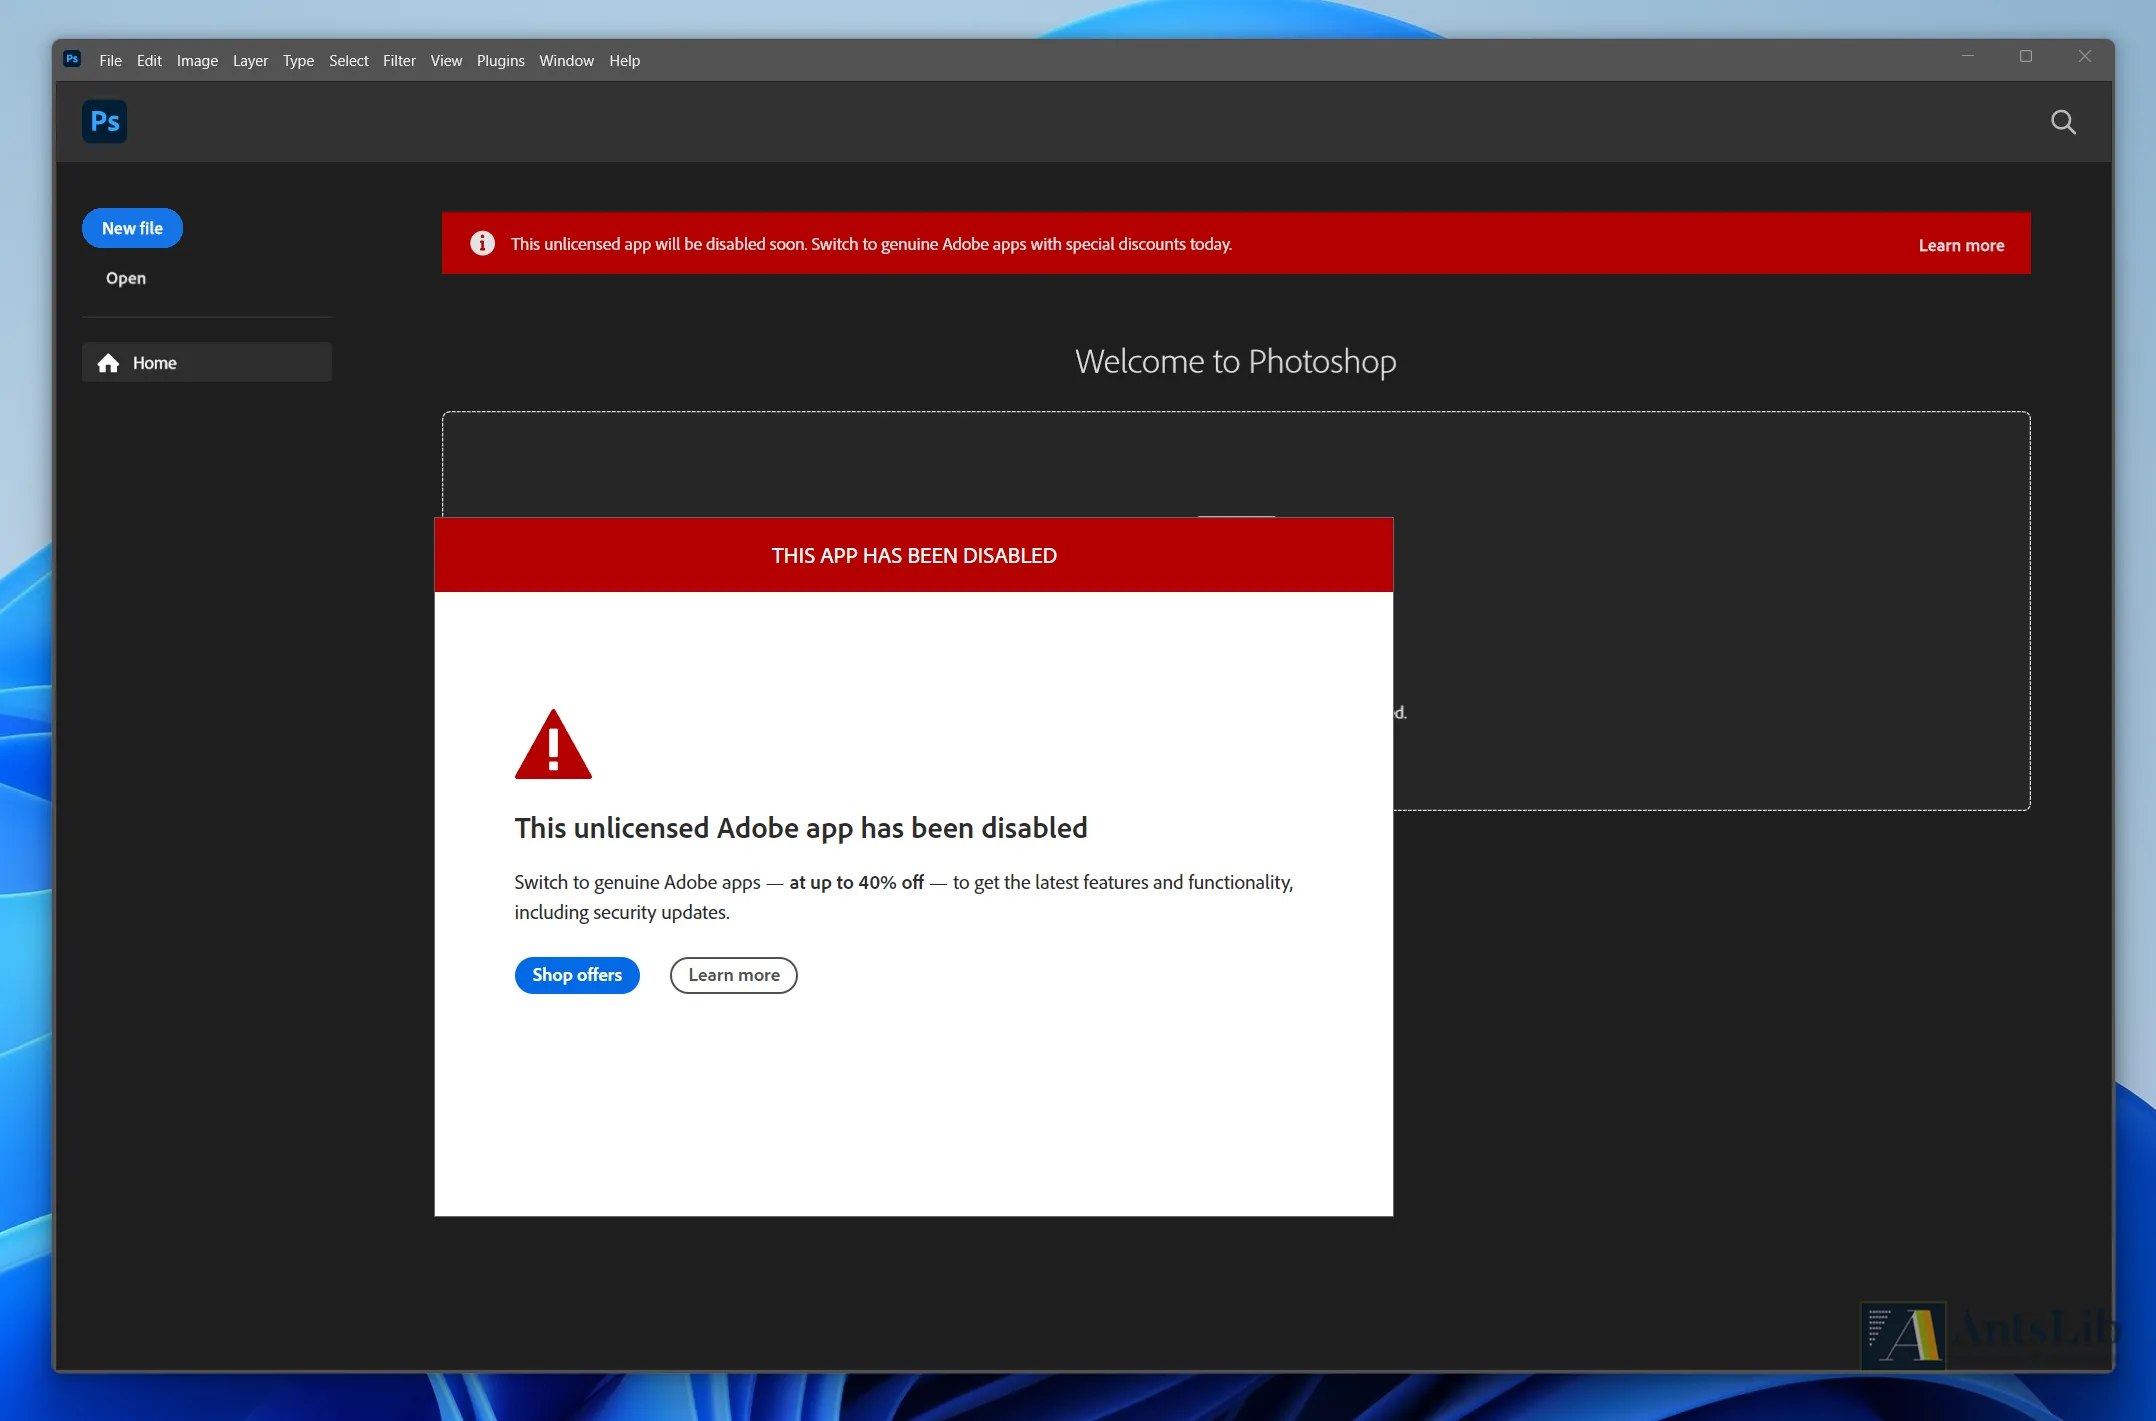 Ps File Edit Image Layer Type Select Filter View Plugins Window Help
Ps
New file
Open
Home
This unlicensed app will be disabled soon. Switch to genuine Adobe apps with special discounts today.
Learn more
Welcome to Photoshop
d.
THIS APP HAS BEEN DISABLED
This unlicensed Adobe app has been disabled
Switch to genuine Adobe apps — at up to 40% off — to get the latest features and functionality,
including security updates.
Shop offers
Learn more
A AntsLib